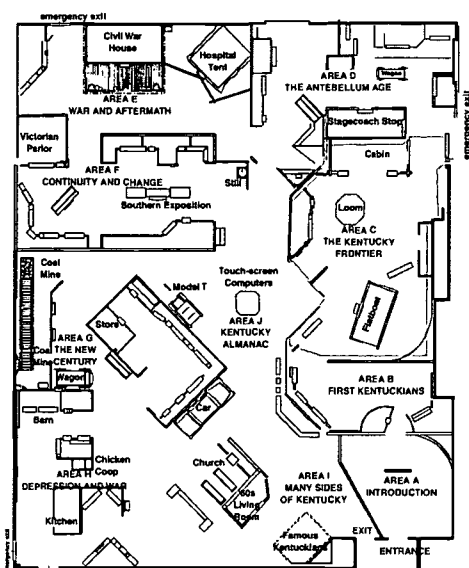 emergency exit
Civil War
House
Hospital
Tent
AREA E
WAR AND AFTERMATH
AREA D
THE ANTEBELLUM AGE
Wagon
Stagecoach Stop
emergency exit
Victorian
Parlor
Cabin
AREA F
CONTINUITY AND CHANGE
Still
Southern Exposition
Loom
AREA C
THE KENTUCKY
FRONTIER
Coal
Mine
Model T
Touch-screen
Computers
Flatboat
Store
AREA J
KENTUCKY
ALMANAC
AREA G
THE NEW
CENTURY
Coal
Mine
Wagon
AREA B
FIRST KENTUCKIANS
Car
Barn
Chicken
Coop
Church
AREA H
DEPRESSION AND WAR
'60s
Living
Room
AREA I
MANY SIDES
OF KENTUCKY
AREA A
INTRODUCTION
Kitchen
Famous
Kentuckians
EXIT
ENTRANCE
emergency exit